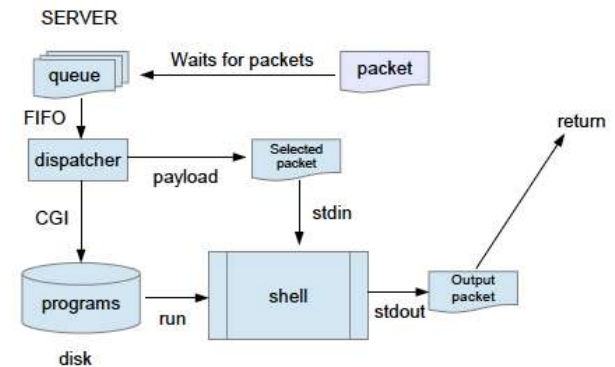 SERVER
queue
Waits for packets
packet
FIFO
return
dispatcher
payload
Selected
packet
CGI
stdin
programs
run
shell
stdout
Output
packet
disk